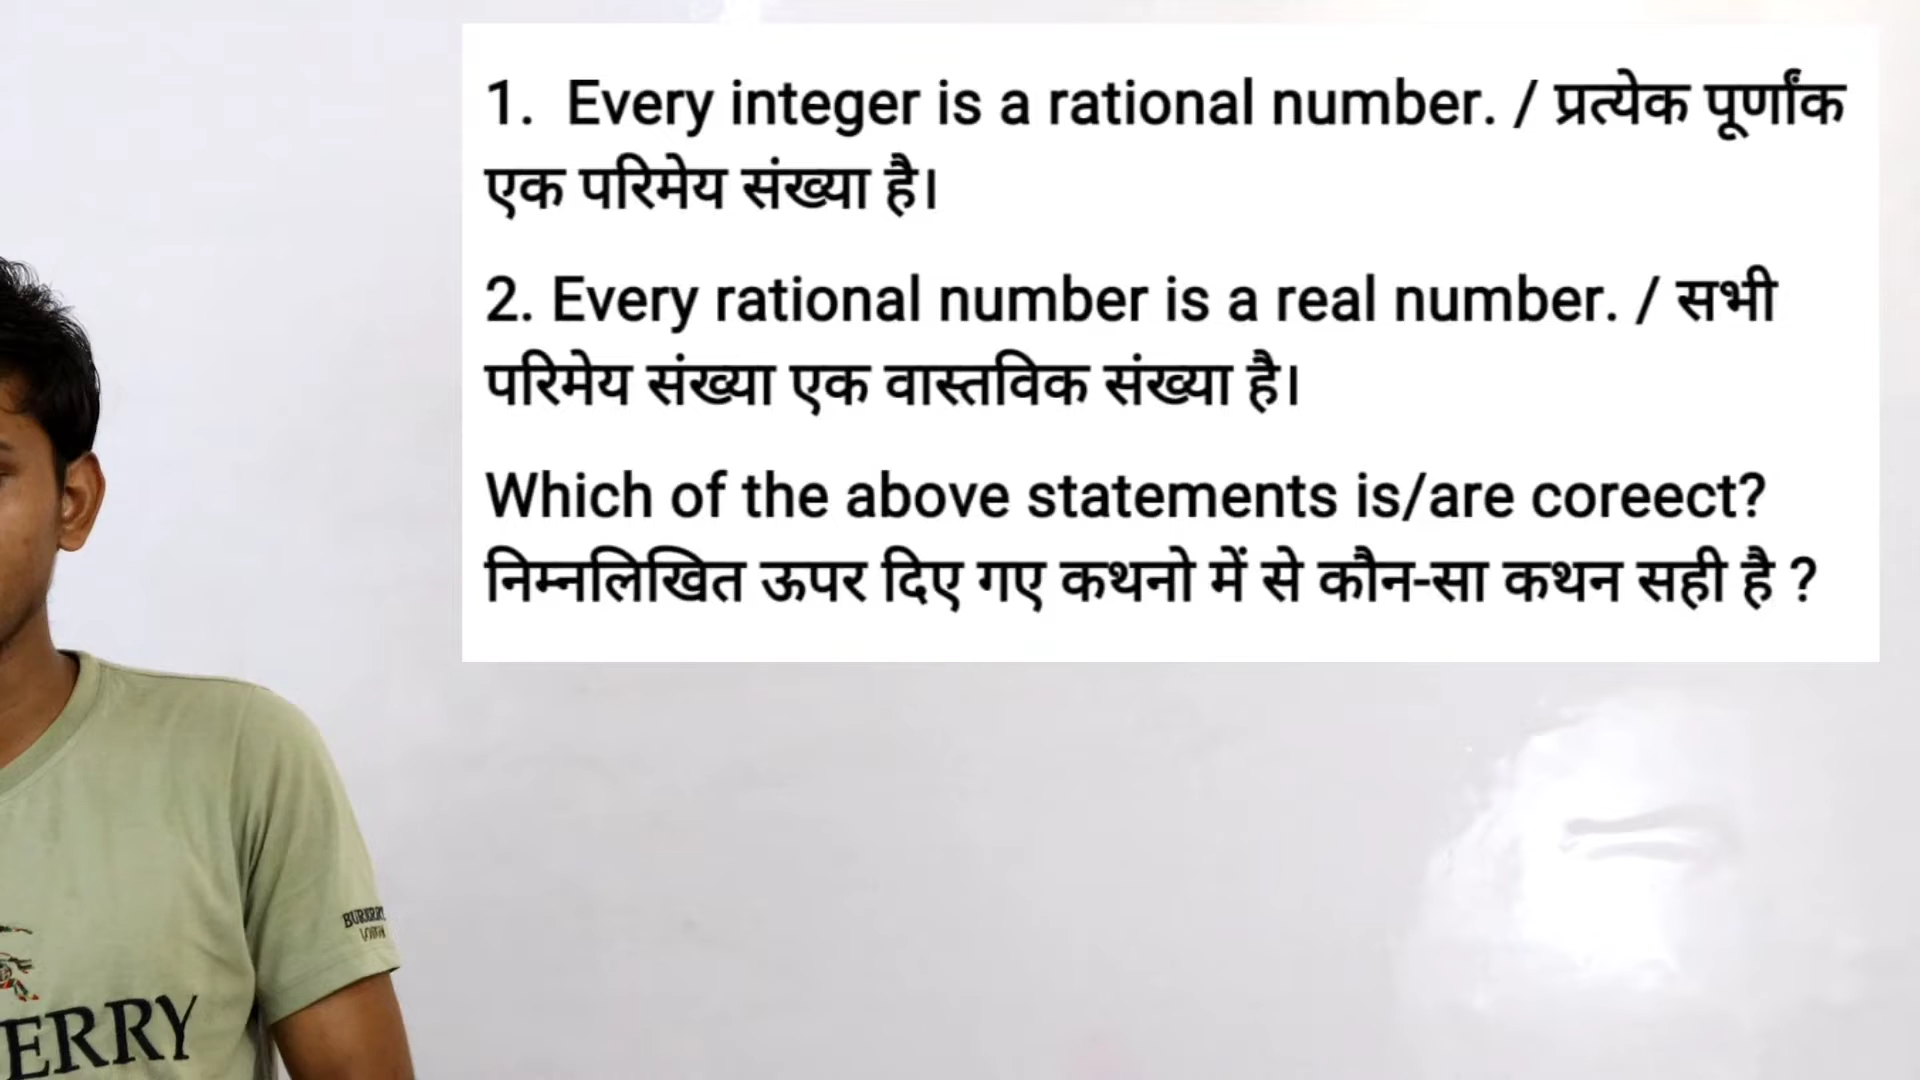 1. Every integer is a rational number. / प्रत्येक पूर्णांक
एक परिमेय संख्या है।
2. Every rational number is a real number. / सभी
परिमेय संख्या एक वास्तविक संख्या है।
Which of the above statements is/are coreect?
निम्नलिखित ऊपर दिए गए कथनो में से कौन-सा कथन सही है ?
ERRY